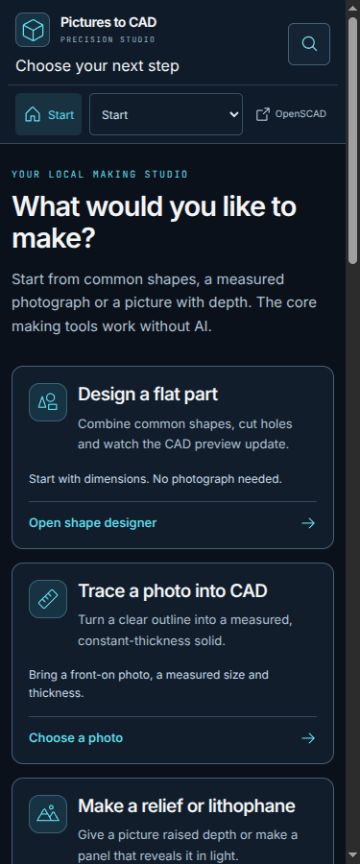 Pictures to CAD
PRECISION STUDIO
Choose your next step
Start
Start
OpenSCAD
YOUR LOCAL MAKING STUDIO
What would you like to
make?
Start from common shapes, a measured
photograph or a picture with depth. The core
making tools work without AI.
Design a flat part
Combine common shapes, cut holes
and watch the CAD preview update.
Start with dimensions. No photograph needed.
Open shape designer
Trace a photo into CAD
Turn a clear outline into a measured,
constant-thickness solid.
Bring a front-on photo, a measured size and
thickness.
Choose a photo
Make a relief or lithophane
Give a picture raised depth or make a
panel that reveals it in light.